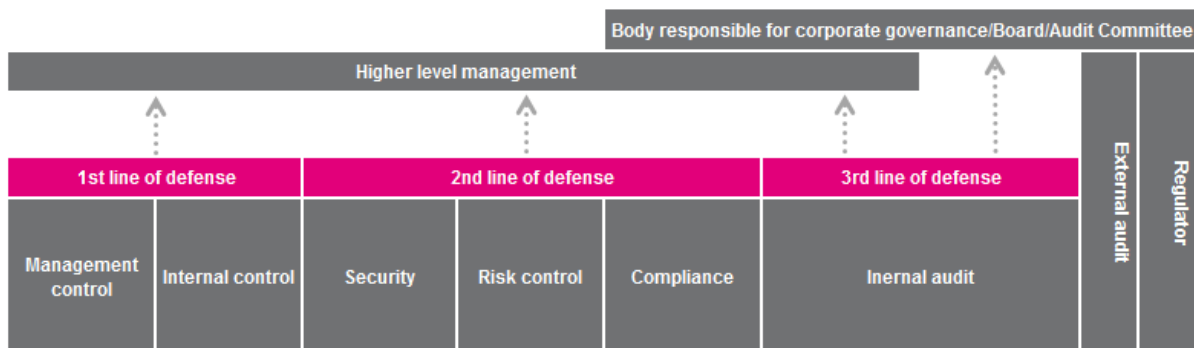 Body responsible for corporate governance/Board/Audit Committee
Higher level management
1st line of defense
2nd line of defense
3rd line of defense
Management
control
Internal control
Security
Risk control
Compliance
Inernal audit
External audit
Regulator